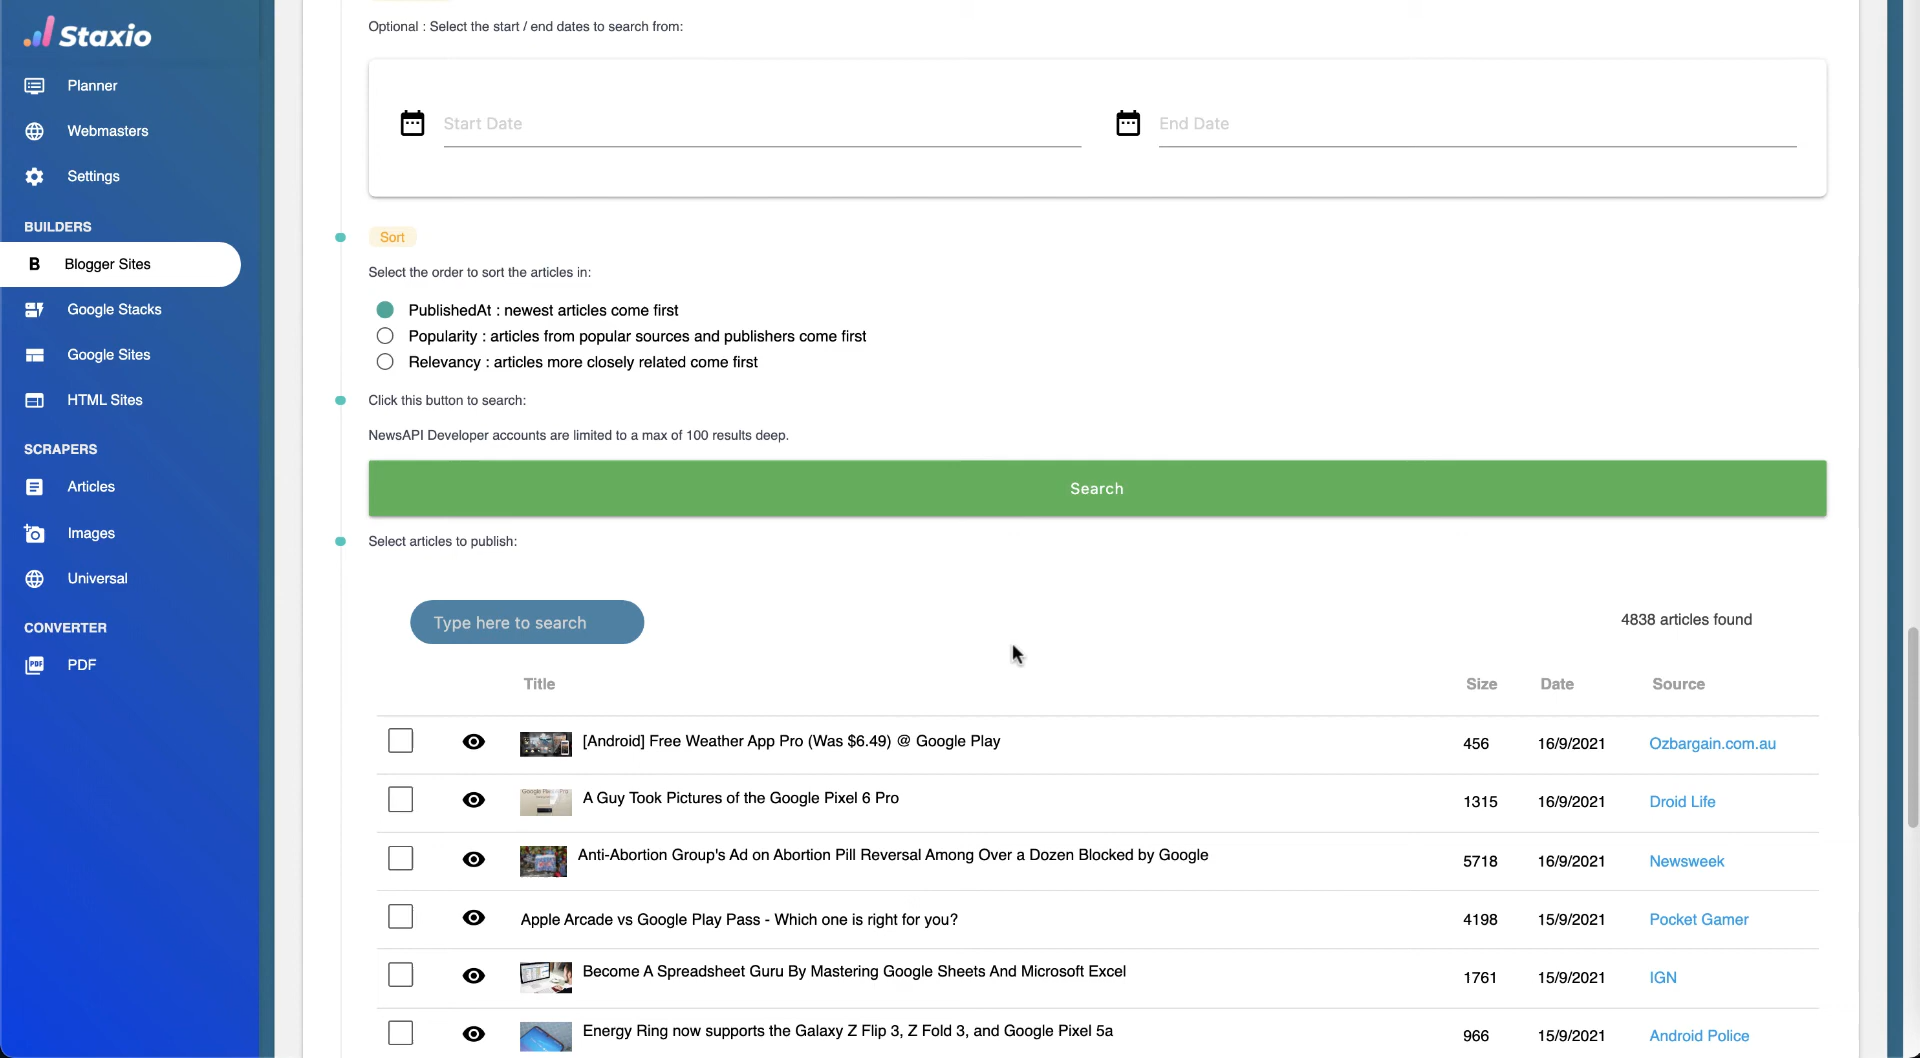 Staxio
Planner
Webmasters
Settings
BUILDERS
B Blogger Sites
Google Stacks
Google Sites
HTML Sites
SCRAPERS
Articles
Images
Universal
CONVERTER
PDF PDF
Optional : Select the start / end dates to search from:
Start Date End Date
Sort
Select the order to sort the articles in:
PublishedAt : newest articles come first
Popularity : articles from popular sources and publishers come first
Relevancy : articles more closely related come first
Click this button to search:
NewsAPI Developer accounts are limited to a max of 100 results deep.
Search
Select articles to publish:
Type here to search 4838 articles found
Title Size Date Source
[Android] Free Weather App Pro (Was $6.49) @ Google Play 456 16/9/2021 Ozbargain.com.au
A Guy Took Pictures of the Google Pixel 6 Pro 1315 16/9/2021 Droid Life
Anti-Abortion Group's Ad on Abortion Pill Reversal Among Over a Dozen Blocked by Google 5718 16/9/2021 Newsweek
Apple Arcade vs Google Play Pass - Which one is right for you? 4198 15/9/2021 Pocket Gamer
Become A Spreadsheet Guru By Mastering Google Sheets And Microsoft Excel 1761 15/9/2021 IGN
Energy Ring now supports the Galaxy Z Flip 3, Z Fold 3, and Google Pixel 5a 966 15/9/2021 Android Police